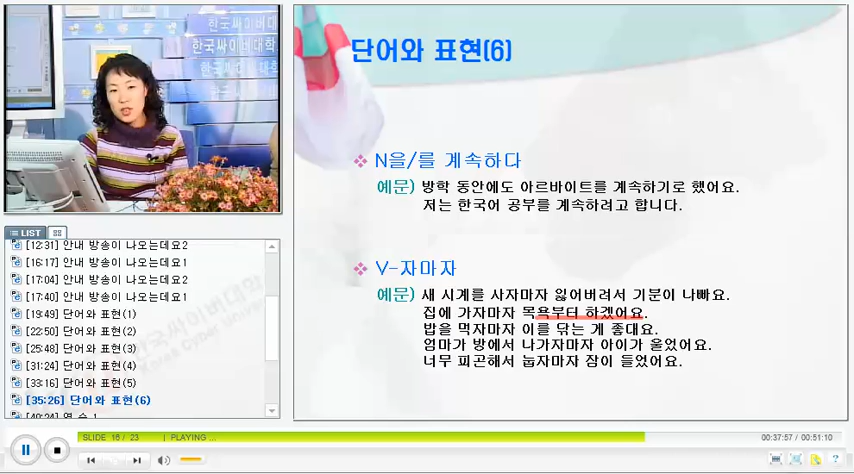 한국싸이버대
한국싸이버대학
단어와 표현(6)
❖ N을/를 계속하다
예문) 방학 동안에도 아르바이트를 계속하기로 했어요.
저는 한국어 공부를 계속하려고 합니다.
❖ V-자마자
예문) 새 시계를 사자마자 잃어버려서 기분이 나빠요.
집에 가자마자 목욕부터 하겠어요.
밥을 먹자마자 이를 닦는 게 좋대요.
엄마가 방에서 나가자마자 아이가 울었어요.
너무 피곤해서 눕자마자 잠이 들었어요.
LIST
[12:31] 안내 방송이 나오는데요2
[16:17] 안내 방송이 나오는데요1
[17:04] 안내 방송이 나오는데요2
[17:40] 안내 방송이 나오는데요1
[19:49] 단어와 표현(1)
[22:50] 단어와 표현(2)
[25:48] 단어와 표현(3)
[31:24] 단어와 표현(4)
[33:16] 단어와 표현(5)
[35:26] 단어와 표현(6)
SLIDE 16 / 23 | PLAYING ...
00:37:57 / 00:51:10